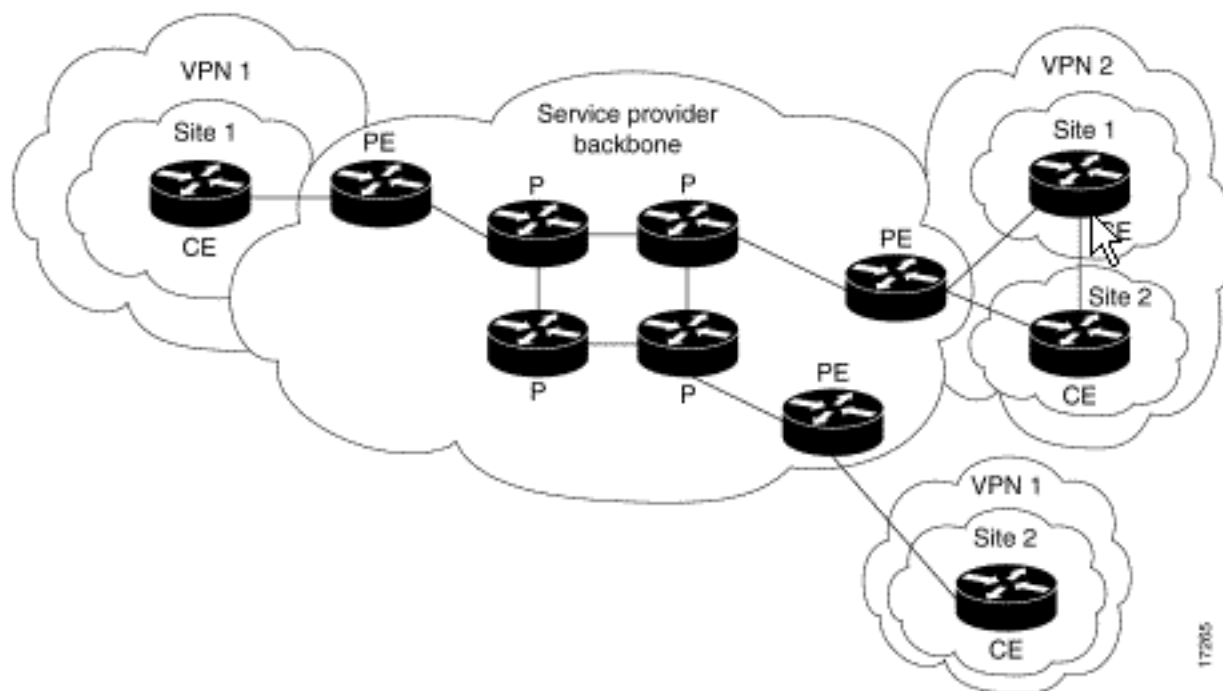 VPN 1
Site 1
CE
PE
Service provider
backbone
P
P
P
P
PE
PE
VPN 2
Site 1
Site 2
CE
VPN 1
Site 2
CE
17265